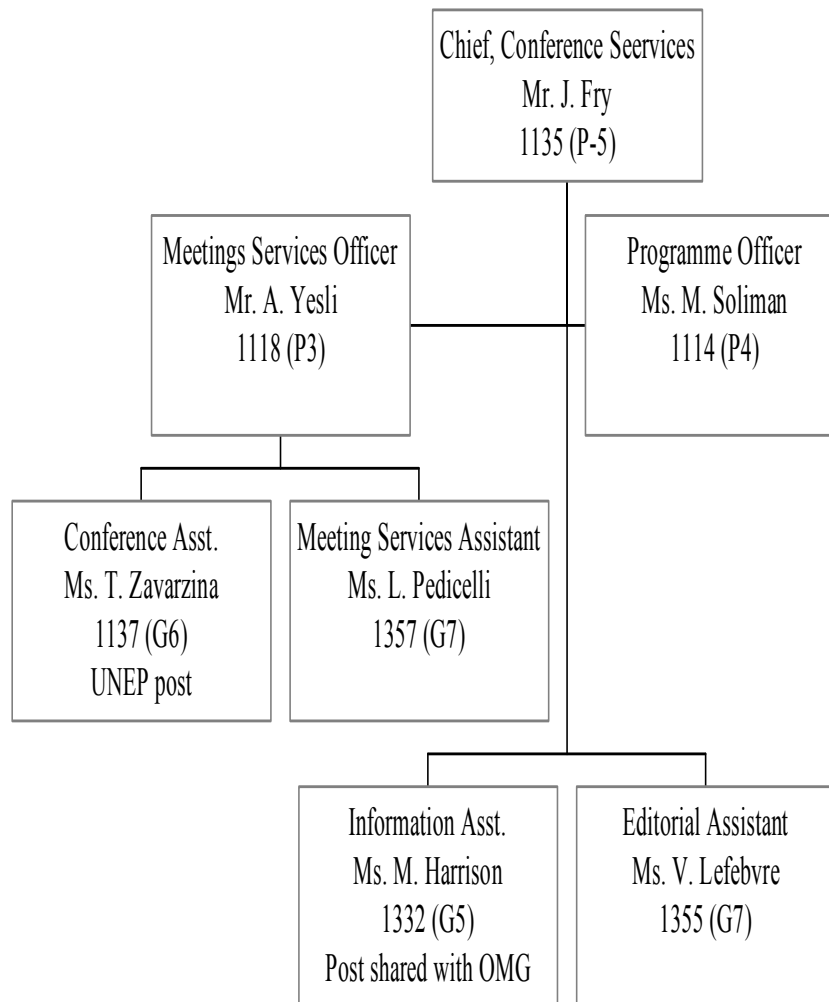 Chief, Conference Seervices
Mr. J. Fry
1135 (P-5)
Meetings Services Officer
Mr. A. Yesli
1118 (P3)
Programme Officer
Ms. M. Soliman
1114 (P4)
Conference Asst.
Ms. T. Zavarzina
1137 (G6)
UNEP post
Meeting Services Assistant
Ms. L. Pedicelli
1357 (G7)
Information Asst.
Ms. M. Harrison
1332 (G5)
Post shared with OMG
Editorial Assistant
Ms. V. Lefebvre
1355 (G7)